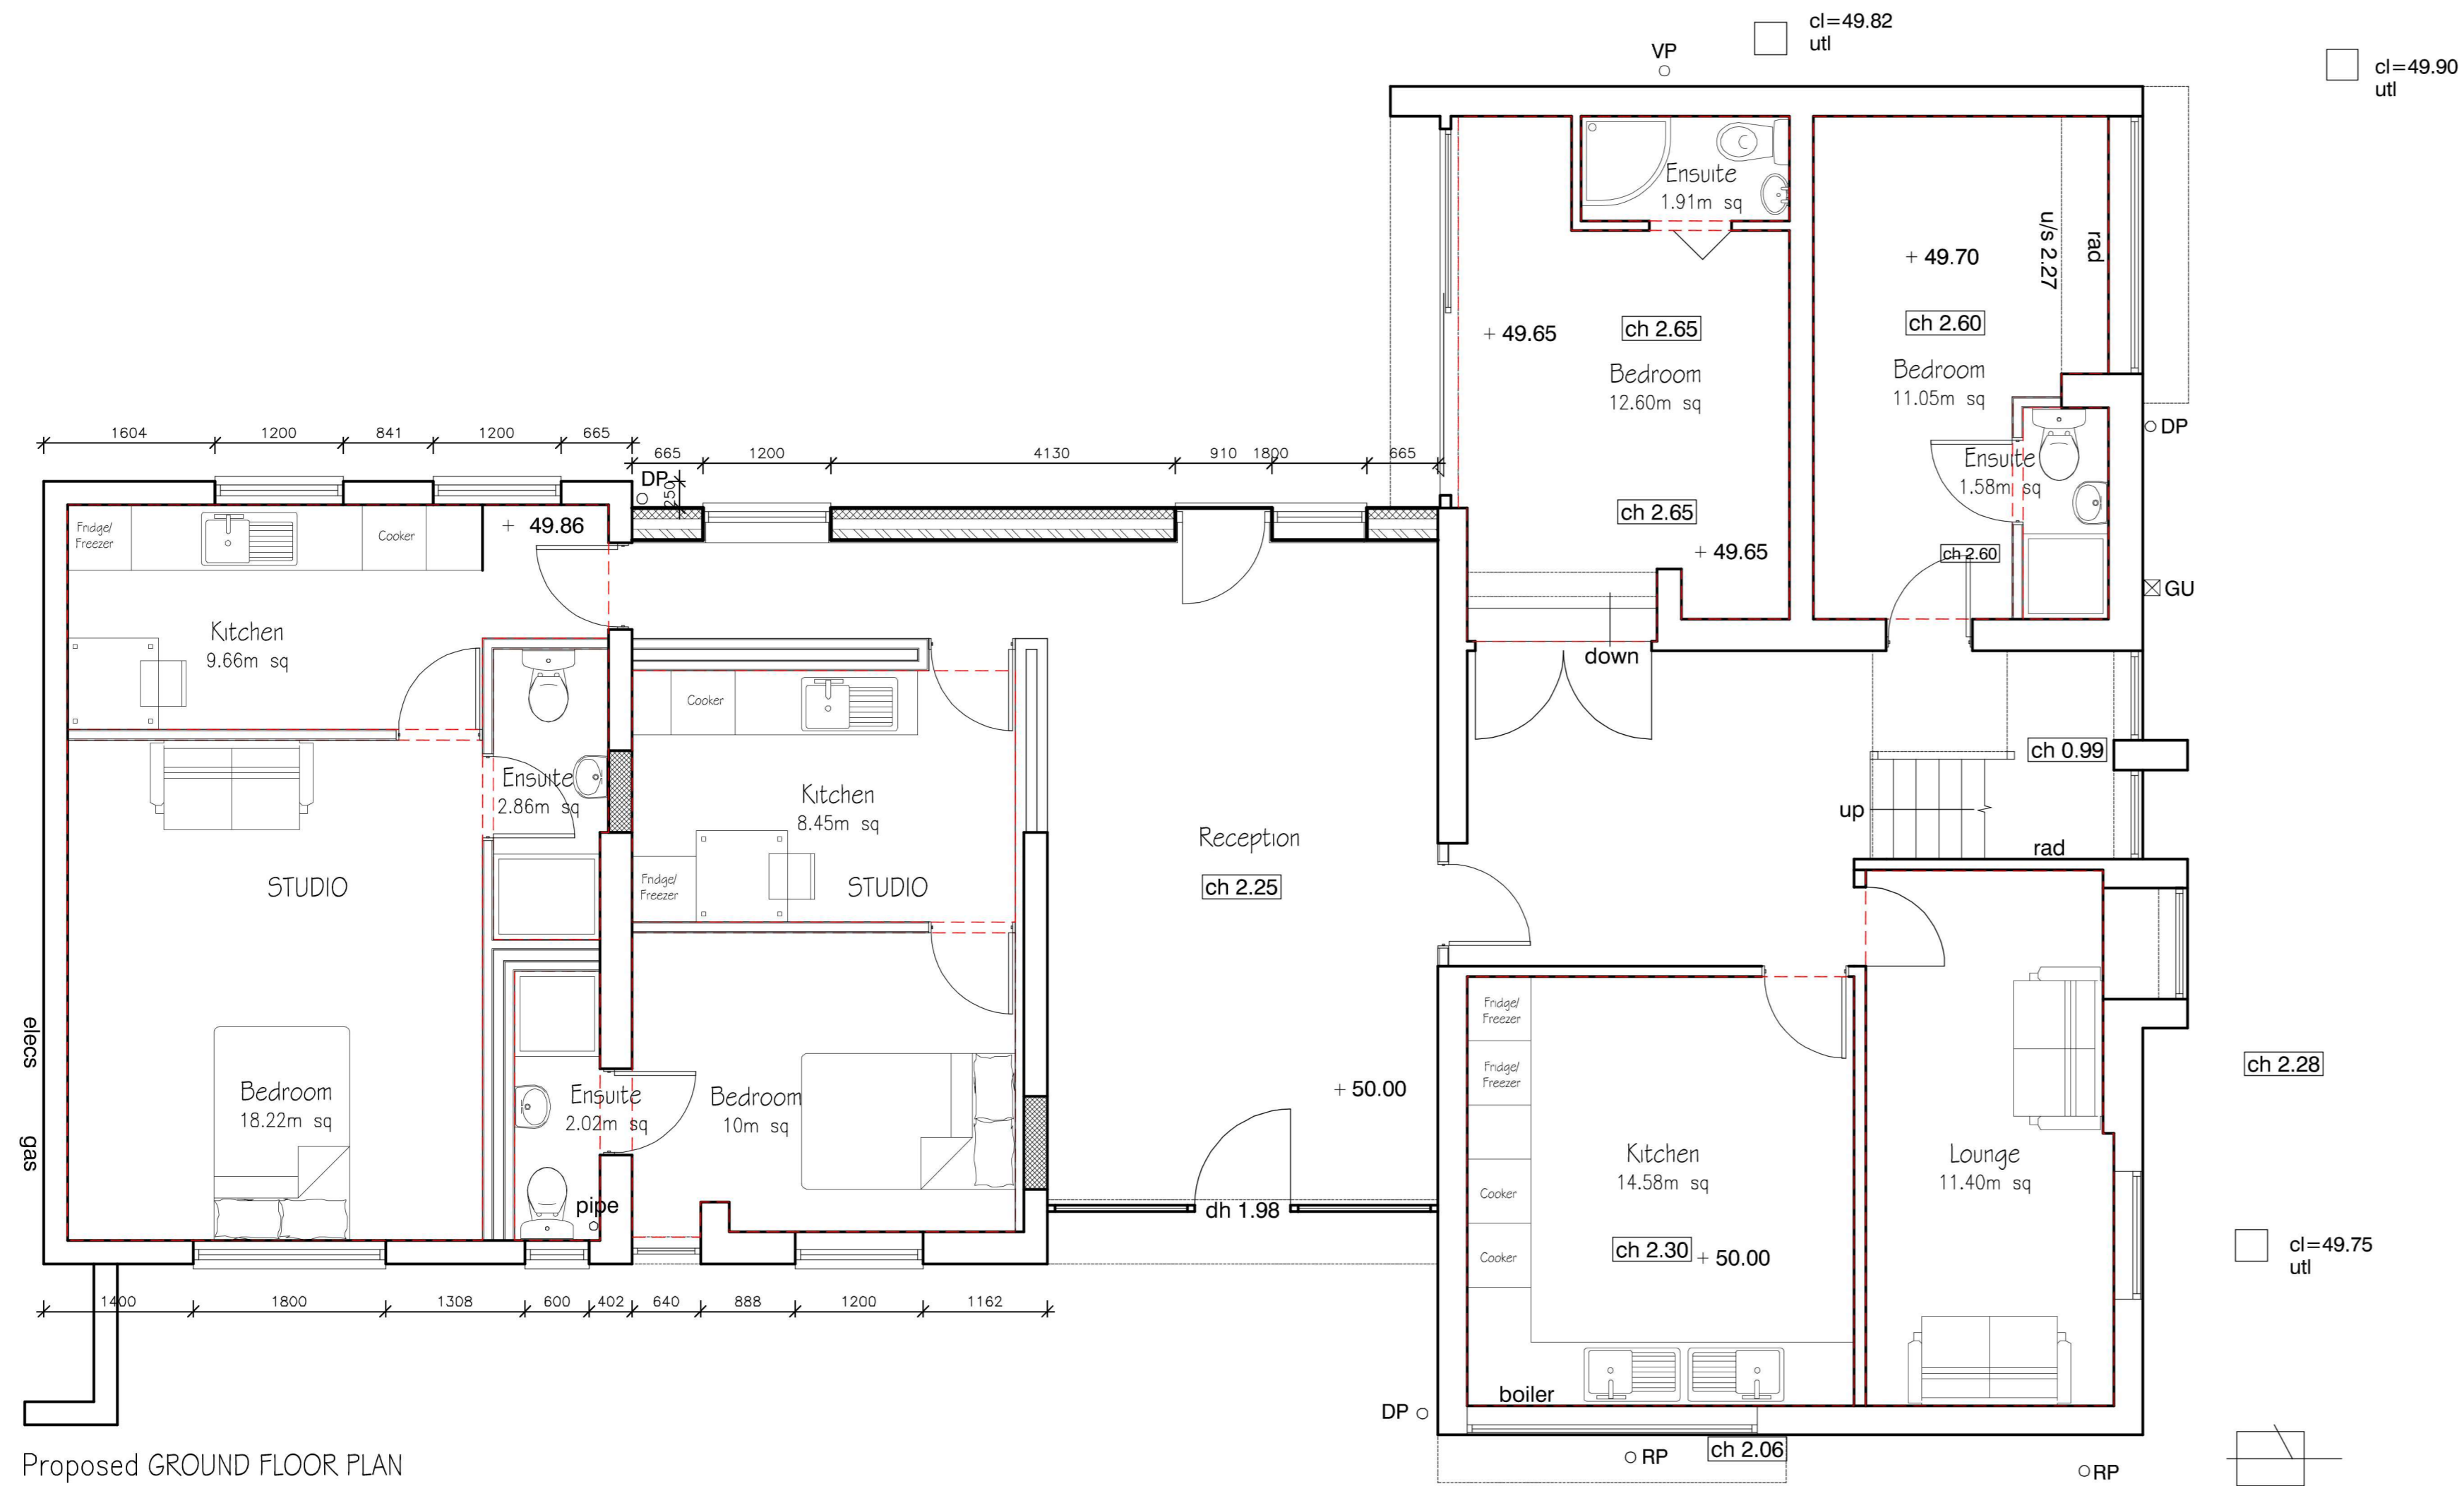 cl=49.82
utl
VP
cl=49.90
utl
Ensuite
1.91m sq
+ 49.70
u/s 2.27
rad
ch 2.60
+ 49.65
ch 2.65
Bedroom
12.60m sq
Bedroom
11.05m sq
DP
1604
1200
841
1200
665
665
1200
4130
910
1800
665
DP
250
Ensuite
1.58m sq
ch 2.65
+ 49.65
ch 2.60
GU
Fridge/
Freezer
Cooker
+ 49.86
Kitchen
9.66m sq
down
Cooker
ch 0.99
Ensuite
2.86m sq
Kitchen
8.45m sq
up
Reception
rad
STUDIO
Fridge/
Freezer
STUDIO
ch 2.25
Fridge/
Freezer
elecs
Fridge/
Freezer
ch 2.28
Bedroom
18.22m sq
Ensuite
2.02m sq
Bedroom
10m sq
+ 50.00
gas
Kitchen
14.58m sq
Lounge
11.40m sq
Cooker
pipe
dh 1.98
Cooker
ch 2.30
+ 50.00
cl=49.75
utl
1400
1800
1308
600
402
640
888
1200
1162
boiler
DP
RP
ch 2.06
RP
Proposed GROUND FLOOR PLAN